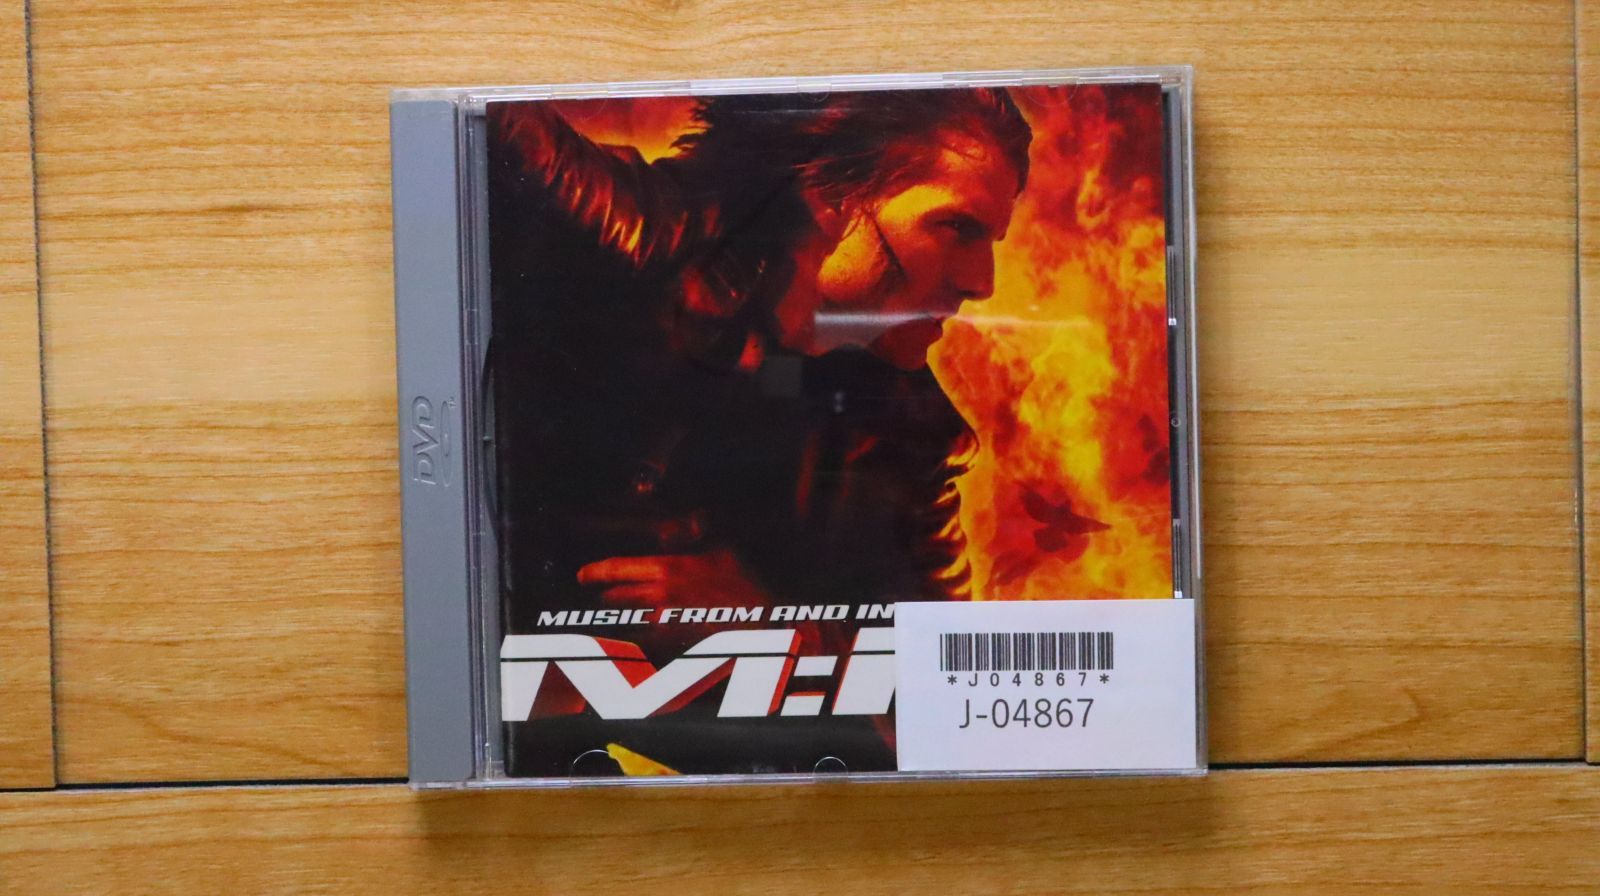 DVD
MUSIC FROM AND IN
M:I
*J04867*
J-04867